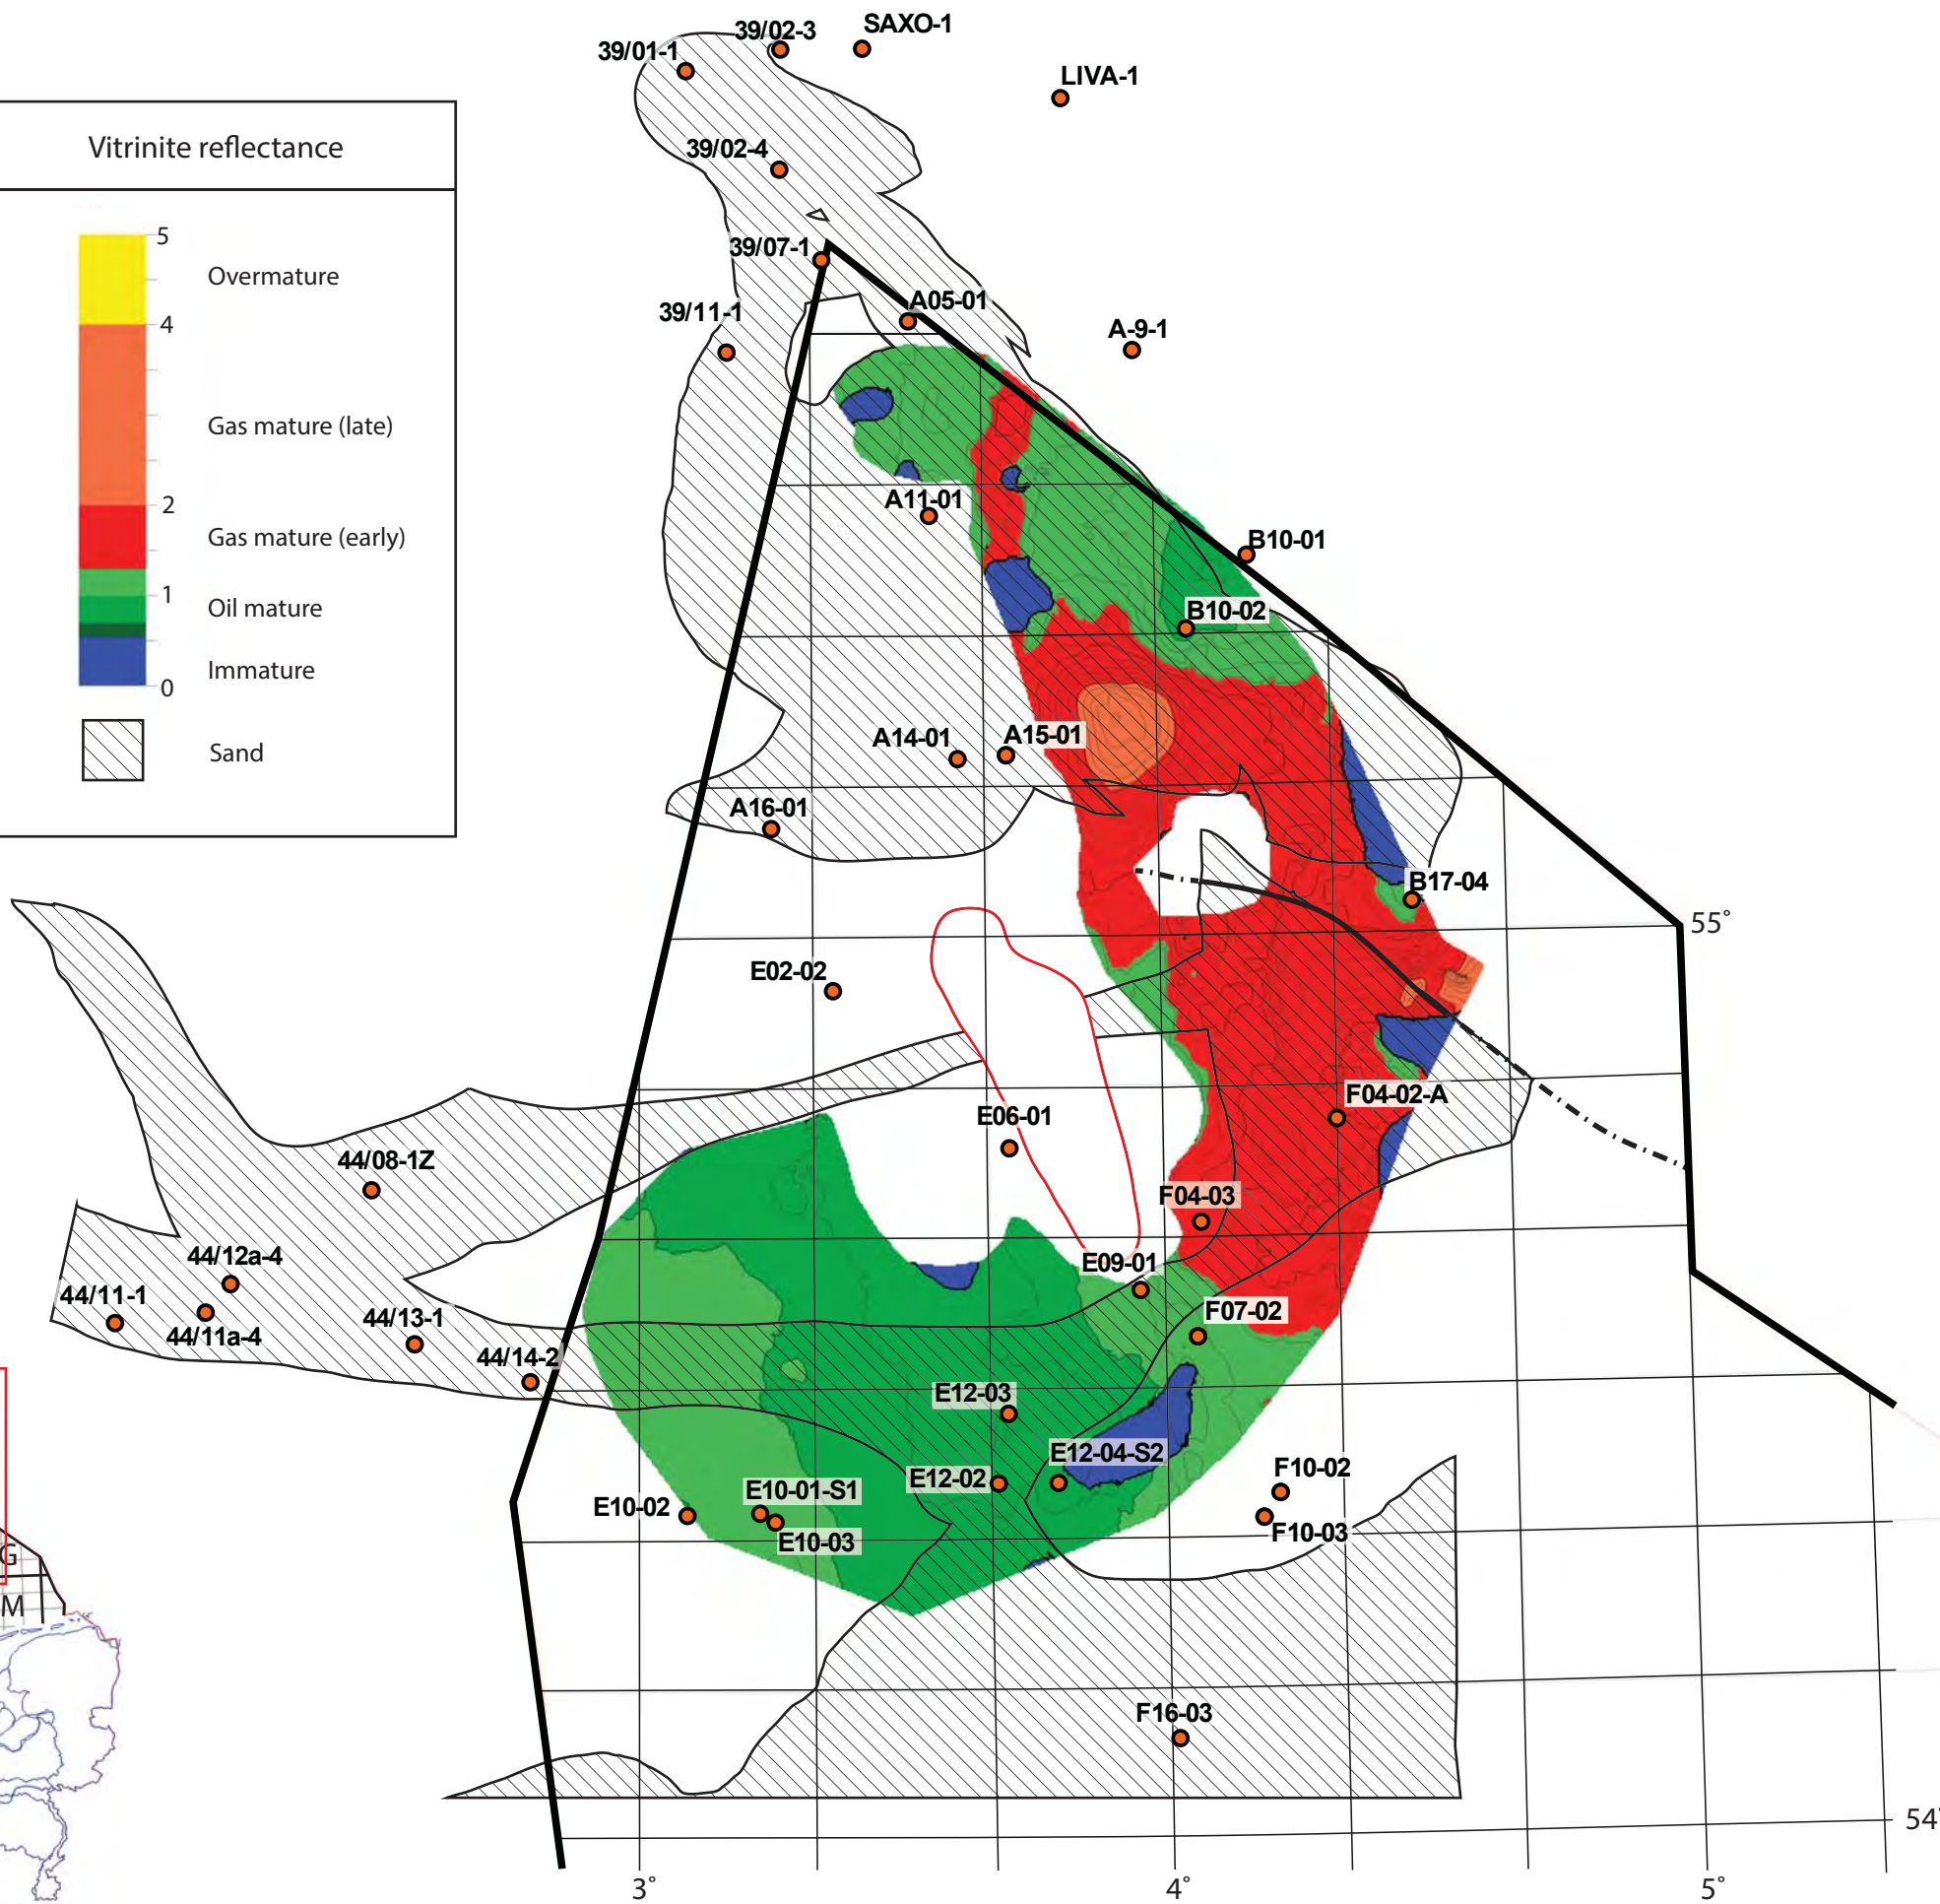 Vitrinite reflectance
5
Overmature
4
Gas mature (late)
2
Gas mature (early)
1
Oil mature
Immature
0
Sand
39/02-3
SAXO-1
39/01-1
LIVA-1
39/02-4
39/07-1
A05-01
39/11-1
A-9-1
A11-01
B10-01
B10-02
A14-01
A15-01
A16-01
B17-04
55°
E02-02
F04-02-A
E06-01
44/08-1Z
F04-03
44/12a-4
E09-01
44/11-1
F07-02
44/13-1
44/11a-4
44/14-2
E12-03
E12-04-S2
F10-02
E12-02
E10-01-S1
E10-02
F10-03
E10-03
G
M
F16-03
54°
3°
4°
5°